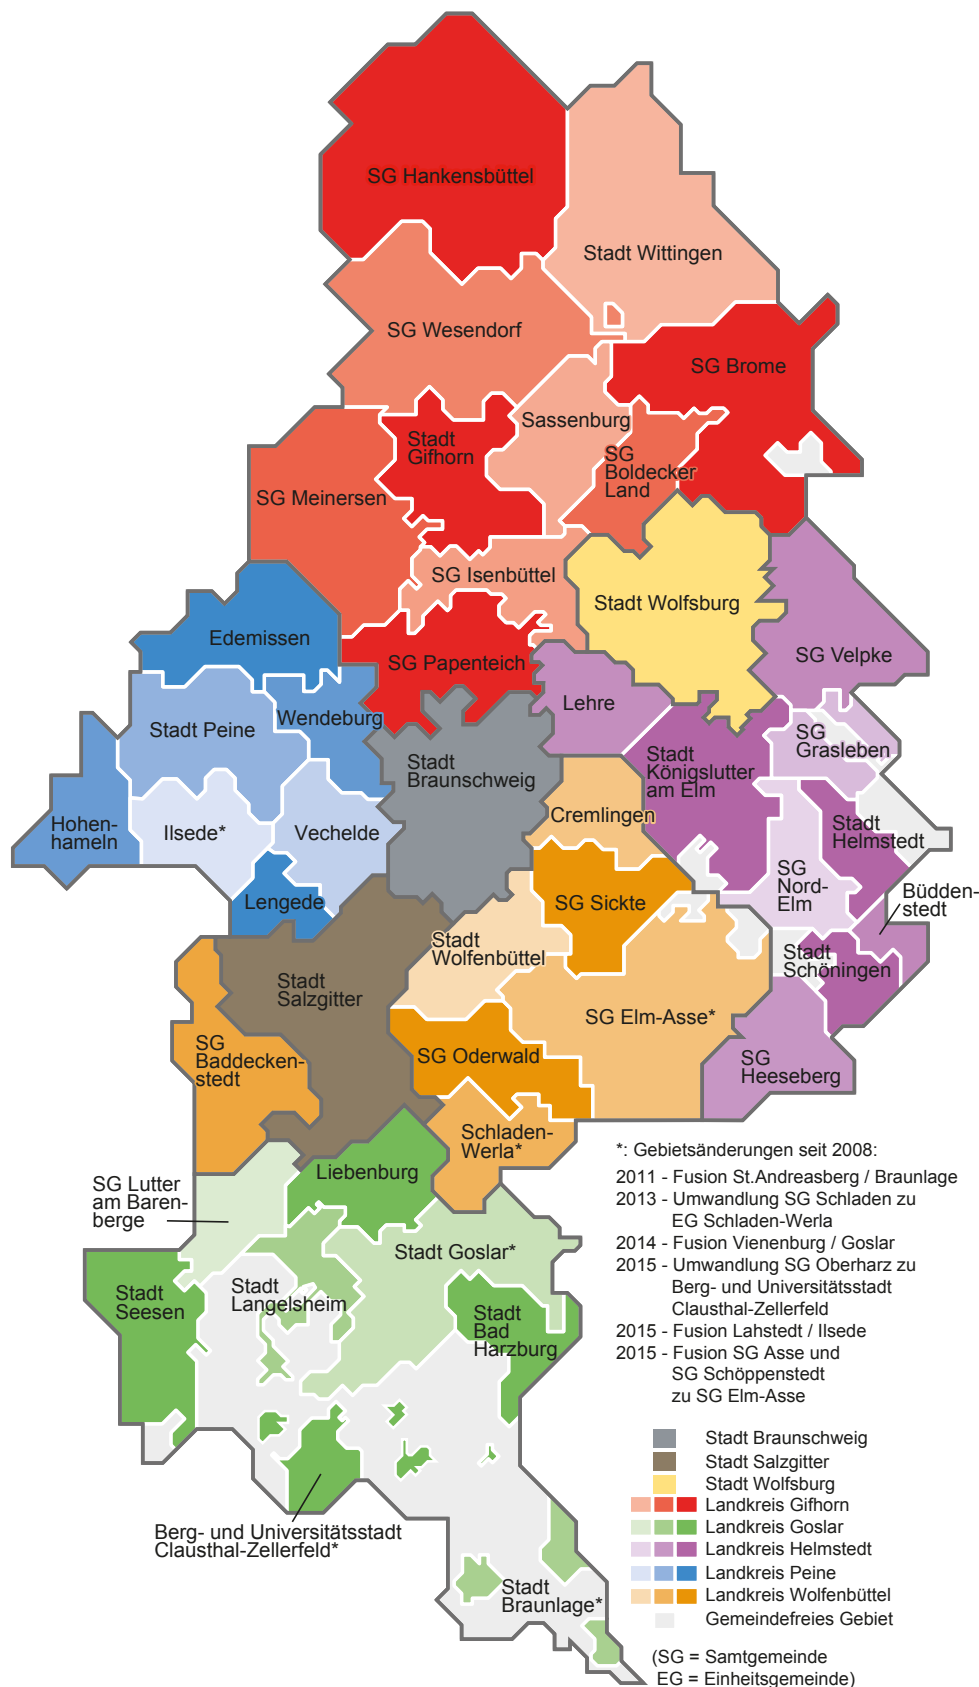 SG Hankensbüttel
Stadt Wittingen
SG Wesendorf
SG Brome
Sassenburg
Stadt
Gifhorn
SG
Boldecker
Land
SG Meinersen
SG Isenbüttel
Stadt Wolfsburg
Edemissen
SG Papenteich
SG Velpke
Lehre
Wendeburg
Stadt Peine
SG
Grasleben
Stadt
Königslutter
am Elm
Stadt
Braunschweig
Hohen-
hameln
Ilsede*
Vechelde
Cremlingen
Stadt
Helmstedt
SG
Nord-
Elm
Büdden-
stedt
Lengede
SG Sickte
Stadt
Wolfenbüttel
Stadt
Schöningen
Stadt
Salzgitter
SG Elm-Asse*
SG
Baddecken-
stedt
SG Oderwald
SG
Heeseberg
Schladen-
Werla*
Liebenburg
SG Lutter
am Baren-
berge
Stadt Goslar*
Stadt
Seesen
Stadt
Langelsheim
Stadt
Bad
Harzburg
Berg- und Universitätsstadt
Clausthal-Zellerfeld*
Stadt
Braunlage*
*: Gebietsänderungen seit 2008:
2011 - Fusion St.Andreasberg / Braunlage
2013 - Umwandlung SG Schladen zu
EG Schladen-Werla
2014 - Fusion Vienenburg / Goslar
2015 - Umwandlung SG Oberharz zu
Berg- und Universitätsstadt
Clausthal-Zellerfeld
2015 - Fusion Lahstedt / Ilsede
2015 - Fusion SG Asse und
SG Schöppenstedt
zu SG Elm-Asse
Stadt Braunschweig
Stadt Salzgitter
Stadt Wolfsburg
Landkreis Gifhorn
Landkreis Goslar
Landkreis Helmstedt
Landkreis Peine
Landkreis Wolfenbüttel
Gemeindefreies Gebiet
(SG = Samtgemeinde
EG = Einheitsgemeinde)